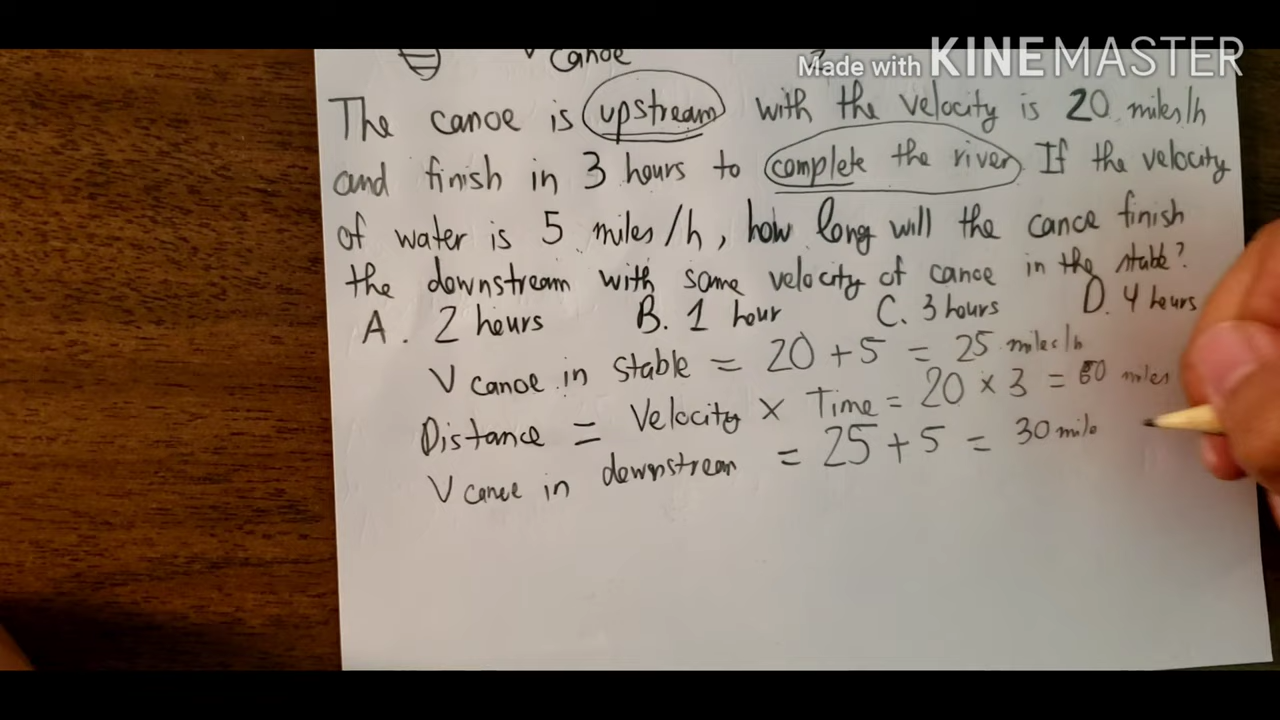 V canoe
Made with KINEMASTER
The canoe is upstream with the velocity is 20 miles/h
and finish in 3 hours to complete the river. If the velocity
of water is 5 miles/h, how long will the canoe finish
the downstream with same velocity of canoe in the stable?
A. 2 hours B. 1 hour C. 3 hours D. 4 hours
V canoe in stable = 20 + 5 = 25 miles/h
Distance = Velocity × Time = 20 × 3 = 60 miles
V canoe in downstream = 25 + 5 = 30 mile